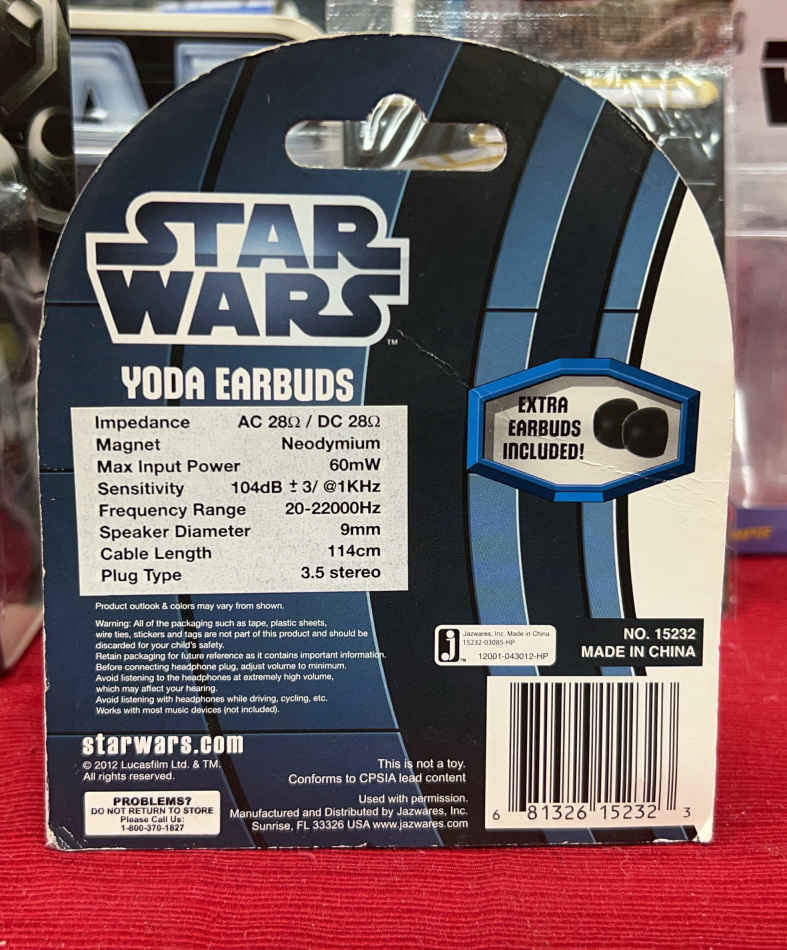 STAR
WARS
TM
YODA EARBUDS
Impedance AC 28Ω / DC 28Ω
Magnet Neodymium
Max Input Power 60mW
Sensitivity 104dB ± 3/ @1KHz
Frequency Range 20-22000Hz
Speaker Diameter 9mm
Cable Length 114cm
Plug Type 3.5 stereo
EXTRA
EARBUDS
INCLUDED!
Product outlook & colors may vary from shown.
Warning: All of the packaging such as tape, plastic sheets,
wire ties, stickers and tags are not part of this product and should be
discarded for your child's safety.
Retain packaging for future reference as it contains important information.
Before connecting headphone plug, adjust volume to minimum.
Avoid listening to the headphones at extremely high volume,
which may affect your hearing.
Avoid listening with headphones while driving, cycling, etc.
Works with most music devices (not included).
j
TM
Jazwares, Inc. Made in China
15232-03085-HP
12001-043012-HP
NO. 15232
MADE IN CHINA
starwars.com
© 2012 Lucasfilm Ltd. & TM.
All rights reserved.
PROBLEMS?
DO NOT RETURN TO STORE
Please Call Us:
1-800-370-1827
This is not a toy.
Conforms to CPSIA lead content
Used with permission.
Manufactured and Distributed by Jazwares, Inc.
Sunrise, FL 33326 USA www.jazwares.com
6 81326 15232 3